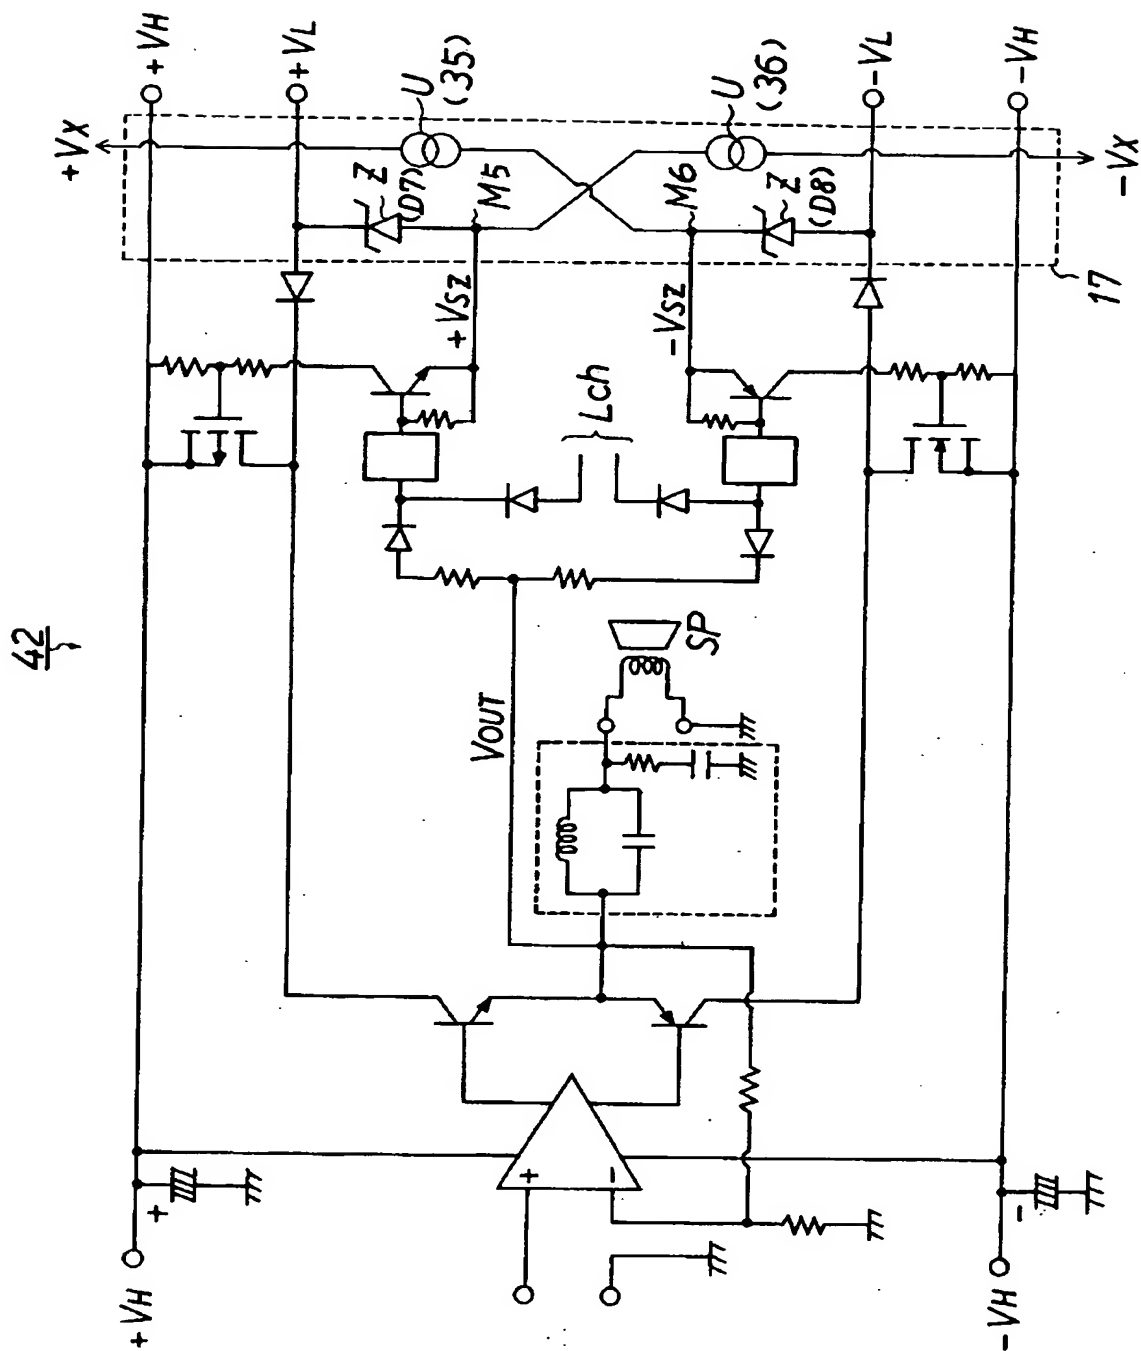 42
+VH
+VH
+VL
+VX
U
(35)
Z
(D7)
M5
+VSZ
Lch
U
(36)
M6
Z
(D8)
-VSZ
-VL
-VH
-VX
17
VOUT
SP
+
-
+
-
-VH